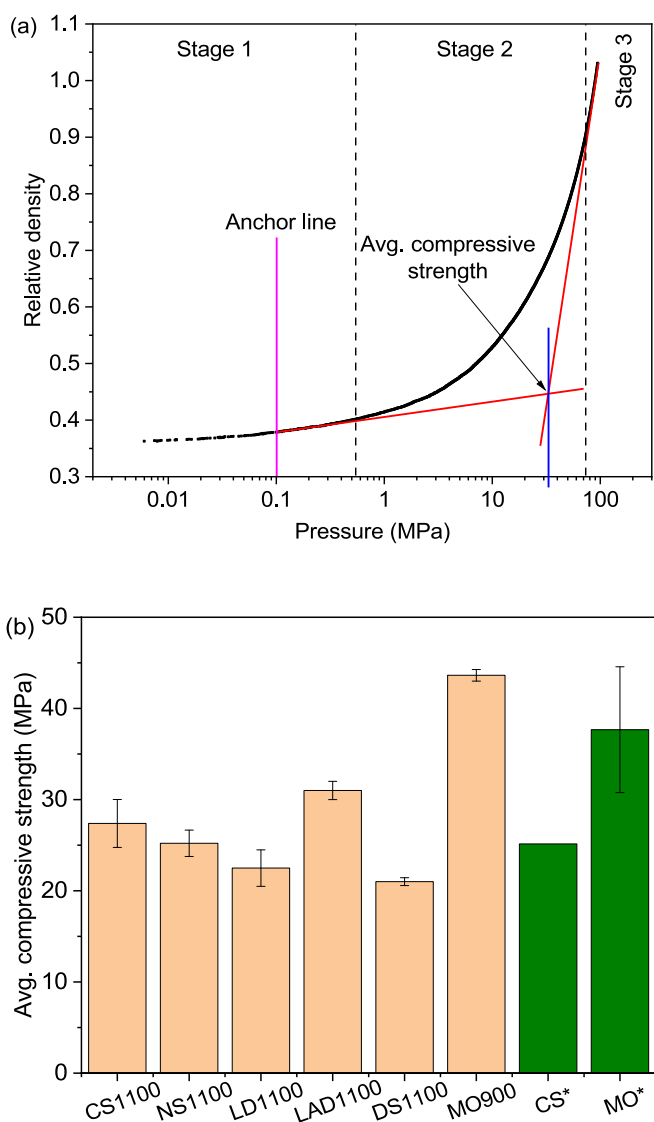 (a)
Stage 1
Stage 2
Stage 3
Anchor line
Avg. compressive
strength
Relative density
1.1
1.0
0.9
0.8
0.7
0.6
0.5
0.4
0.3
0.01
0.1
1
10
100
Pressure (MPa)
(b)
Avg. compressive strength (MPa)
50
40
30
20
10
0
CS1100
NS1100
LD1100
LAD1100
DS1100
MO900
CS*
MO*